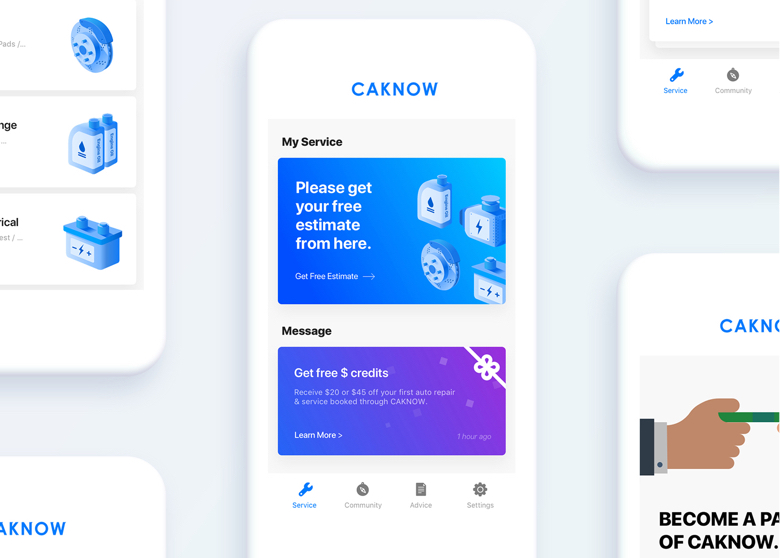 Pads /...
nge
...
rical
est / ...
AKNOW
CAKNOW
My Service
Please get
your free
estimate
from here.
Get Free Estimate
Message
Get free $ credits
Receive $20 or $45 off your first auto repair
& service booked through CAKNOW.
Learn More >
1 hour ago
Service
Community
Advice
Settings
Learn More >
Service
Community
CAKNO
BECOME A PA
OF CAKNOW.